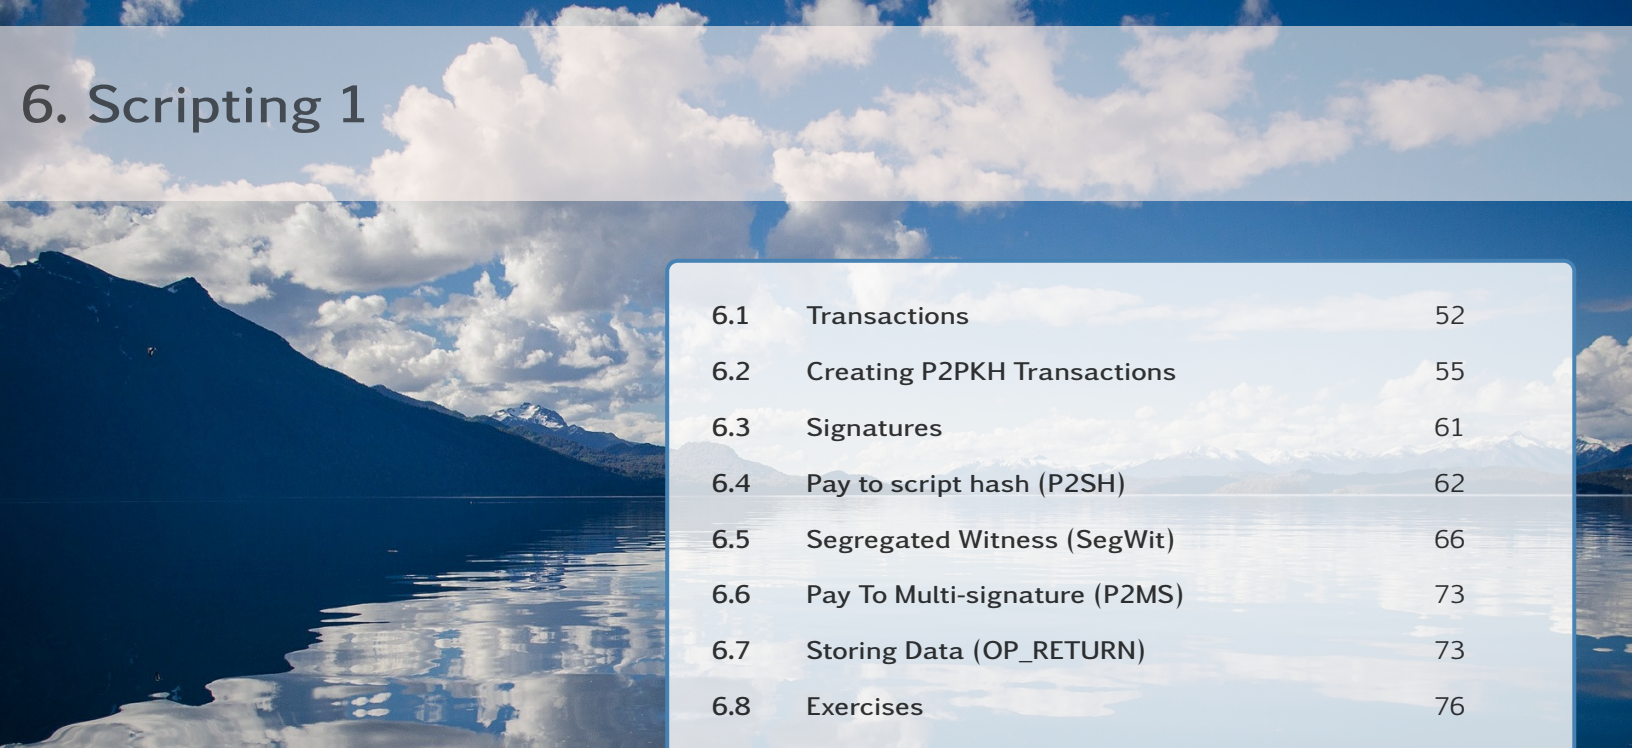 6. Scripting 1
6.1 Transactions 52
6.2 Creating P2PKH Transactions 55
6.3 Signatures 61
6.4 Pay to script hash (P2SH) 62
6.5 Segregated Witness (SegWit) 66
6.6 Pay To Multi-signature (P2MS) 73
6.7 Storing Data (OP_RETURN) 73
6.8 Exercises 76